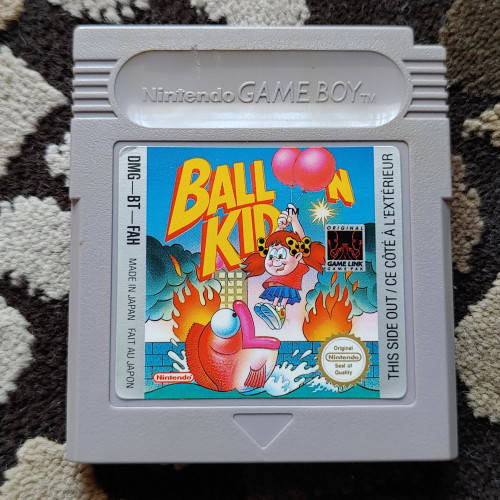 Nintendo GAME BOY TM
DMG-BT-FAH
MADE IN JAPAN FAIT AU JAPON
BALL N
KID TM
ORIGINAL
GAME LINK
GAME PAK
Nintendo
Original
Nintendo
Seal of
Quality
THIS SIDE OUT / CE CÔTÉ À L'EXTÉRIEUR